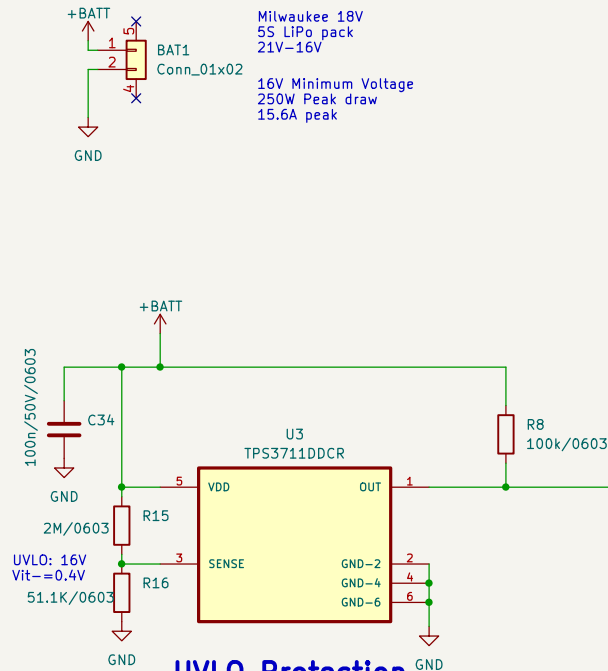 +BATT
5
1
2
4
BAT1
Conn_01x02
Milwaukee 18V
5S LiPo pack
21V-16V
16V Minimum Voltage
250W Peak draw
15.6A peak
GND
+BATT
100n/50V/0603
C34
GND
U3
TPS3711DDCR
R8
100k/0603
5
VDD
OUT
1
R15
2M/0603
UVLO: 16V
Vit-=0.4V
3
SENSE
GND-2
2
GND-4
4
GND-6
6
R16
51.1K/0603
GND
GND
UVLO Protection